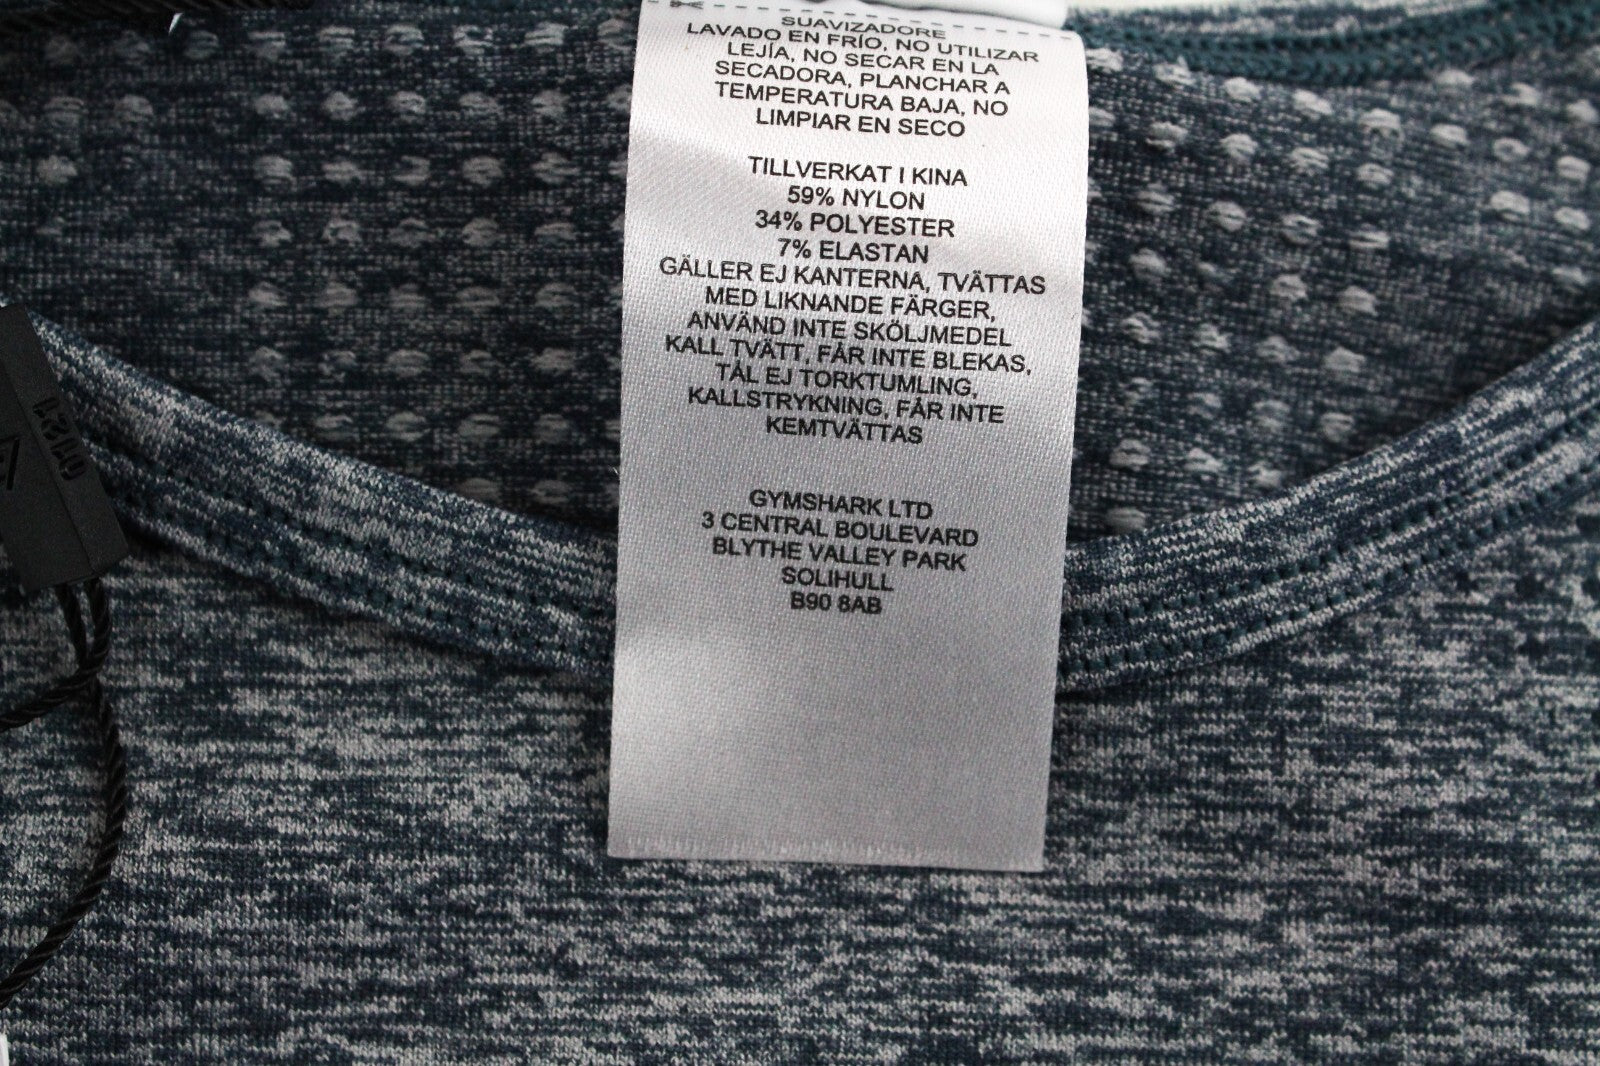 SUAVIZADORE
LAVADO EN FRÍO, NO UTILIZAR
LEJÍA, NO SECAR EN LA
SECADORA, PLANCHAR A
TEMPERATURA BAJA, NO
LIMPIAR EN SECO
TILLVERKAT I KINA
59% NYLON
34% POLYESTER
7% ELASTAN
GÄLLER EJ KANTERNA, TVÄTTAS
MED LIKNANDE FÄRGER,
ANVÄND INTE SKÖLJMEDEL
KALL TVÄTT, FÅR INTE BLEKAS,
TÅL EJ TORKTUMLING,
KALLSTRYKNING, FÅR INTE
KEMTVÄTTAS
GYMSHARK LTD
3 CENTRAL BOULEVARD
BLYTHE VALLEY PARK
SOLIHULL
B90 8AB